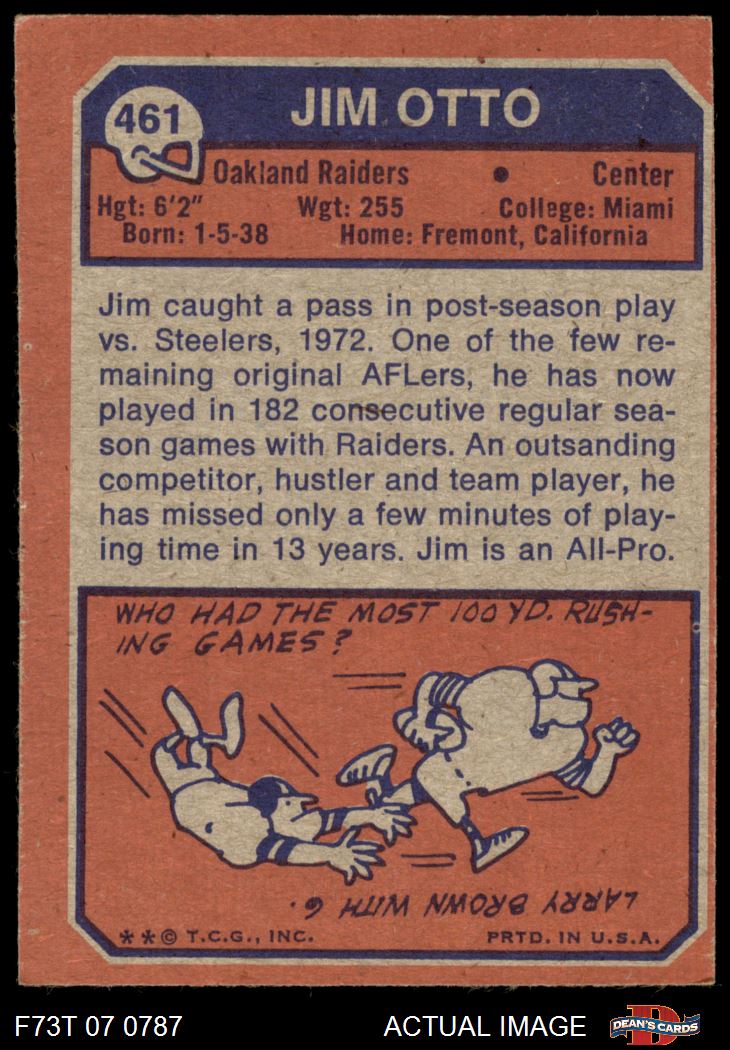 461
JIM OTTO
Oakland Raiders • Center
Hgt: 6'2" Wgt: 255 College: Miami
Born: 1-5-38 Home: Fremont, California
Jim caught a pass in post-season play
vs. Steelers, 1972. One of the few re-
maining original AFLers, he has now
played in 182 consecutive regular sea-
son games with Raiders. An outsanding
competitor, hustler and team player, he
has missed only a few minutes of play-
ing time in 13 years. Jim is an All-Pro.
WHO HAD THE MOST 100 YD. RUSH-
ING GAMES?
LARRY BROWN WITH 6.
**© T.C.G., INC. PRTD. IN U.S.A.
F73T 07 0787 ACTUAL IMAGE DEAN'S CARDS